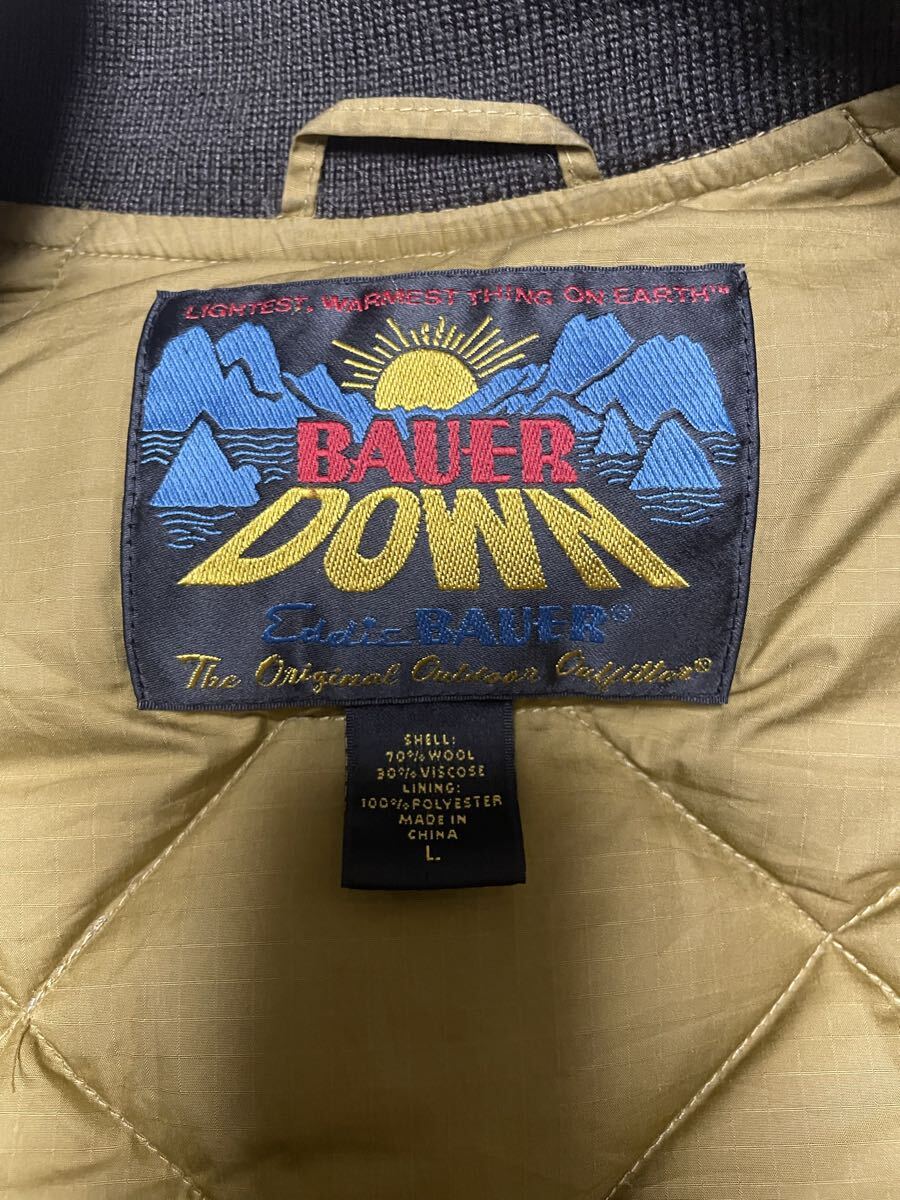 LIGHTEST, WARMEST THING ON EARTH™
BAUER
DOWN
Eddie BAUER®
The Original Outdoor Outfitter®
SHELL:
70% WOOL
30% VISCOSE
LINING:
100% POLYESTER
MADE IN
CHINA
L.